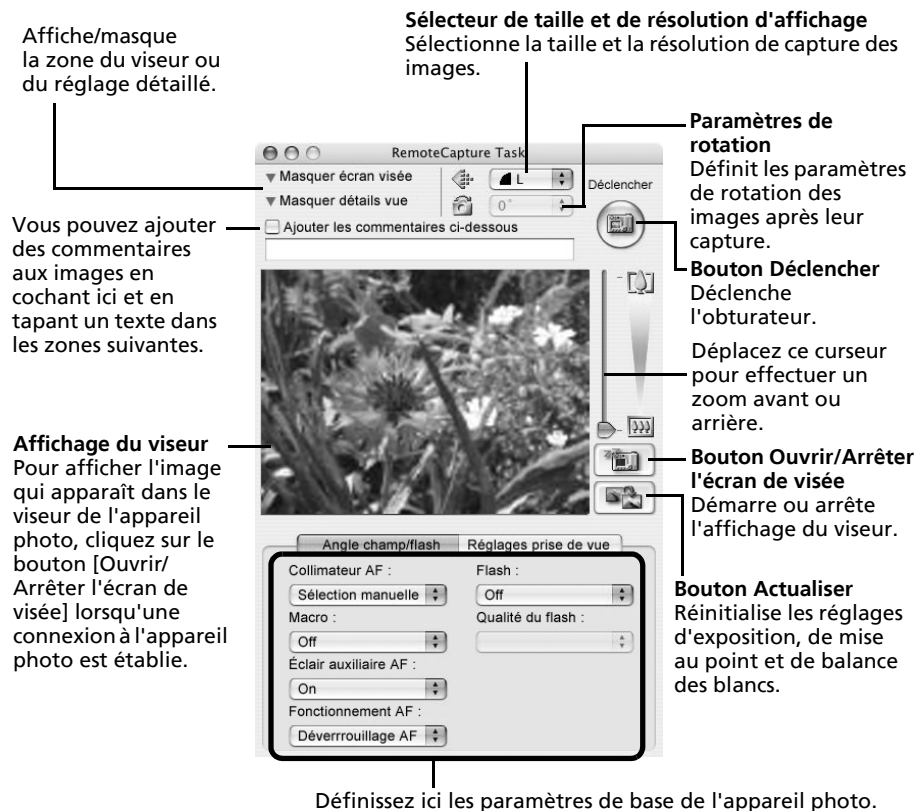 Sélecteur de taille et de résolution d'affichage
Sélectionne la taille et la résolution de capture des
images.
Affiche/masque
la zone du viseur ou
du réglage détaillé.
Paramètres de
rotation
Définit les paramètres
de rotation des
images après leur
capture.
Bouton Déclencher
Déclenche
l'obturateur.
Déplacez ce curseur
pour effectuer un
zoom avant ou
arrière.
Bouton Ouvrir/Arrêter
l'écran de visée
Démarre ou arrête
l'affichage du viseur.
Bouton Actualiser
Réinitialise les réglages
d'exposition, de mise
au point et de balance
des blancs.
Vous pouvez ajouter
des commentaires
aux images en
cochant ici et en
tapant un texte dans
les zones suivantes.
Affichage du viseur
Pour afficher l'image
qui apparaît dans le
viseur de l'appareil
photo, cliquez sur le
bouton [Ouvrir/
Arrêter l'écran de
visée] lorsqu'une
connexion à l'appareil
photo est établie.
RemoteCapture Task
Masquer écran visée
L
Déclencher
Masquer détails vue
0°
Ajouter les commentaires ci-dessous
Angle champ/flash
Réglages prise de vue
Collimateur AF :
Flash :
Sélection manuelle
Off
Macro :
Qualité du flash :
Off
Éclair auxiliaire AF :
On
Fonctionnement AF :
Déverrrouillage AF
Définissez ici les paramètres de base de l'appareil photo.